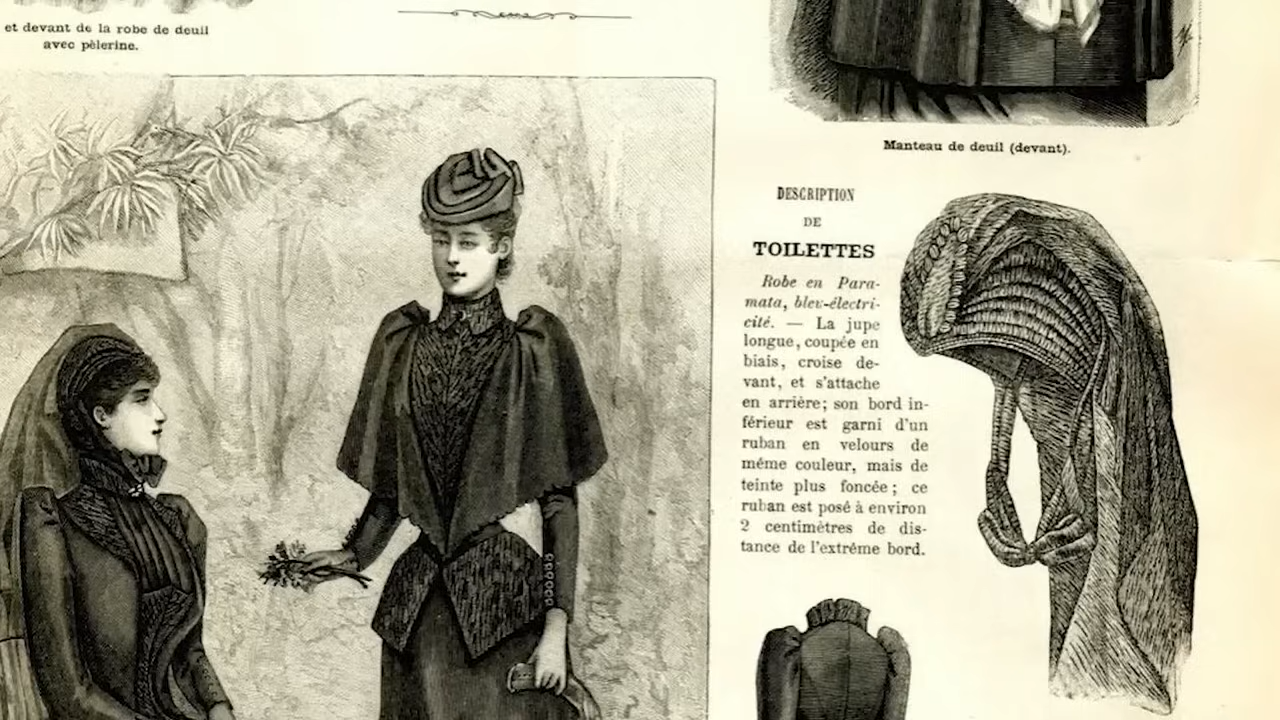 et devant de la robe de deuil
avec pèlerine.
Manteau de deuil (devant).
DESCRIPTION
DE
TOILETTES
Robe en Para-
mata, bleu-électri-
cité. — La jupe
longue, coupée en
biais, croise de-
vant, et s'attache
en arrière; son bord in-
férieur est garni d'un
ruban en velours de
même couleur, mais de
teinte plus foncée; ce
ruban est posé à environ
2 centimètres de dis-
tance de l'extrême bord.